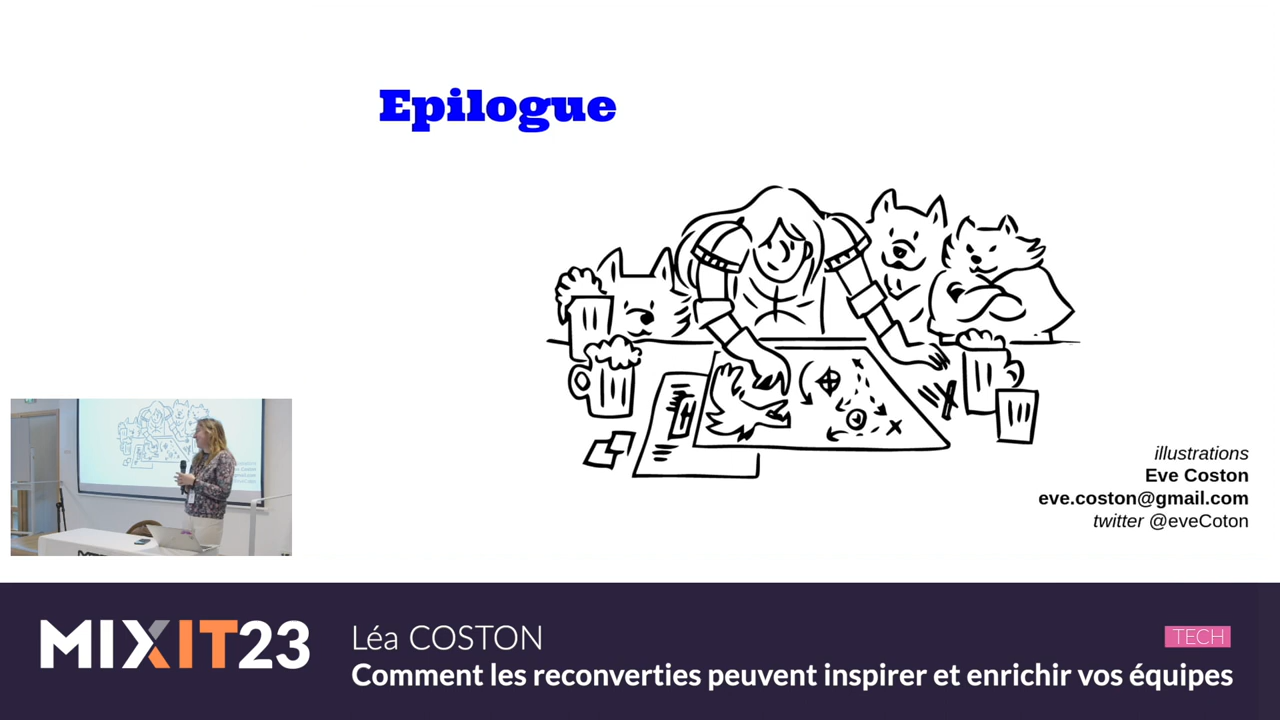 Epilogue
illustrations
Eve Coston
eve.coston@gmail.com
twitter @eveCoton
MIXIT23
Léa COSTON
TECH
Comment les reconverties peuvent inspirer et enrichir vos équipes